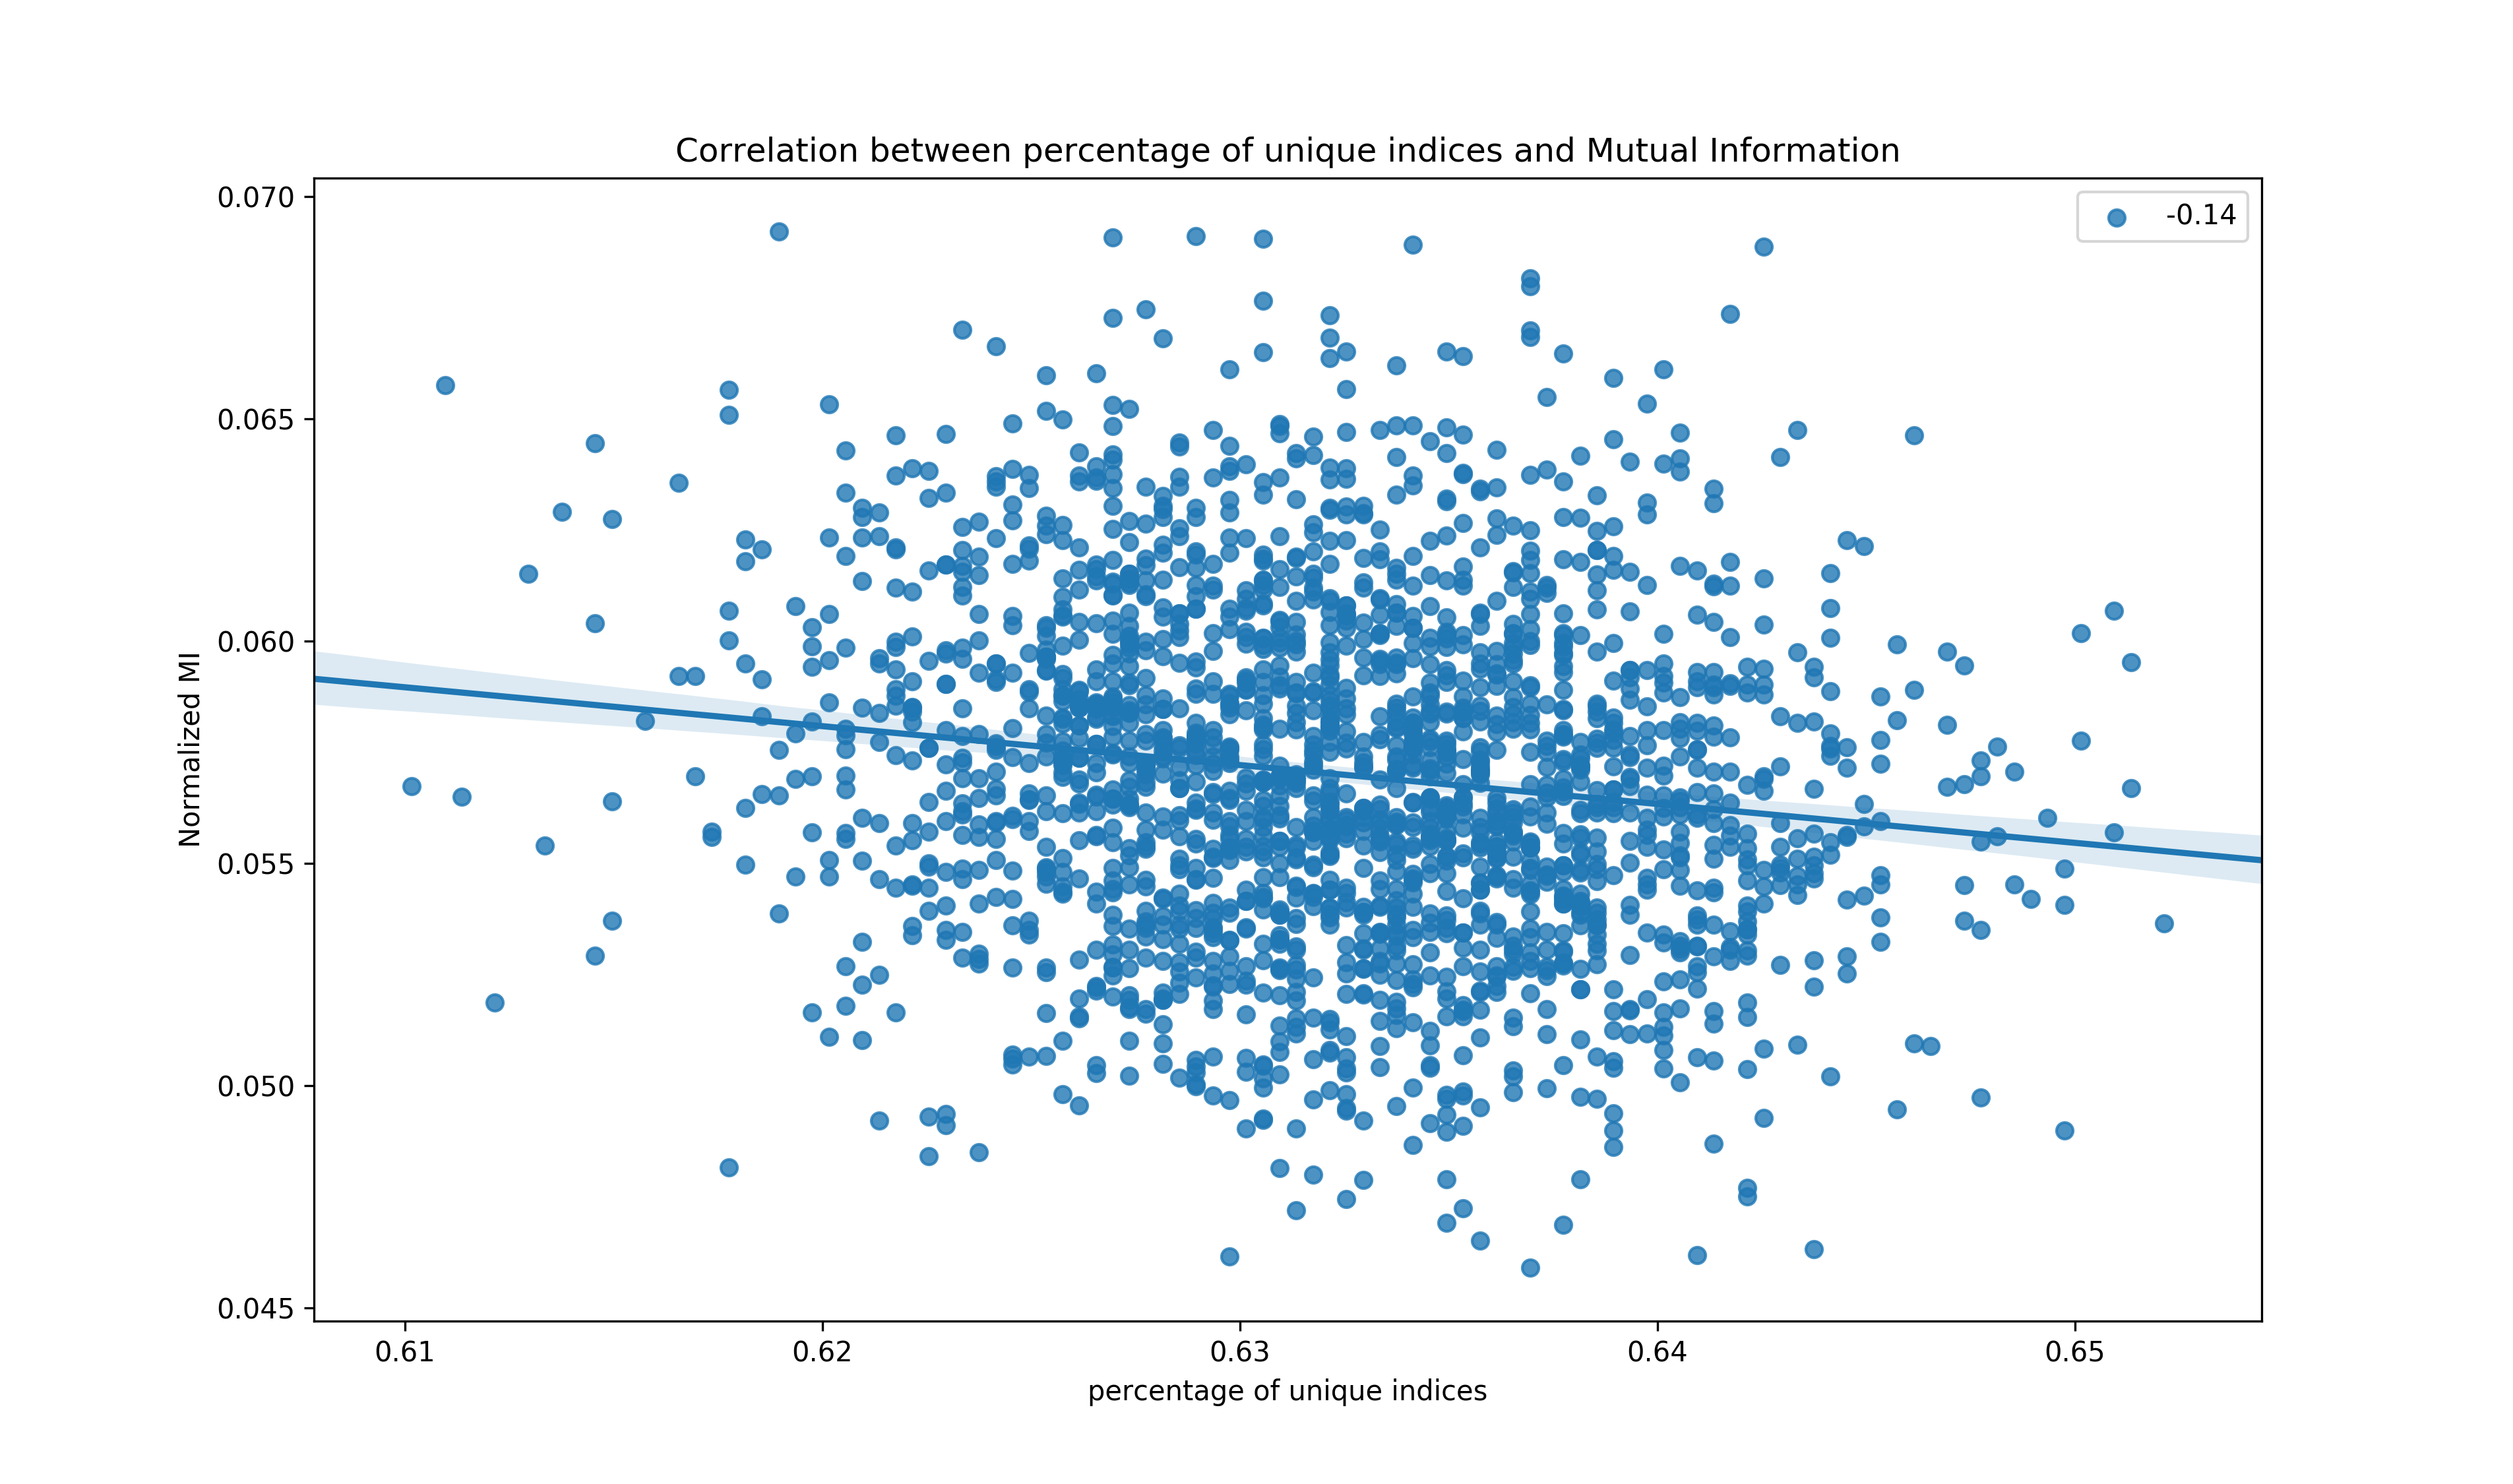 Correlation between percentage of unique indices and Mutual Information
-0.14
0.070
0.065
0.060
0.055
0.050
0.045
Normalized MI
0.61 0.62 0.63 0.64 0.65
percentage of unique indices